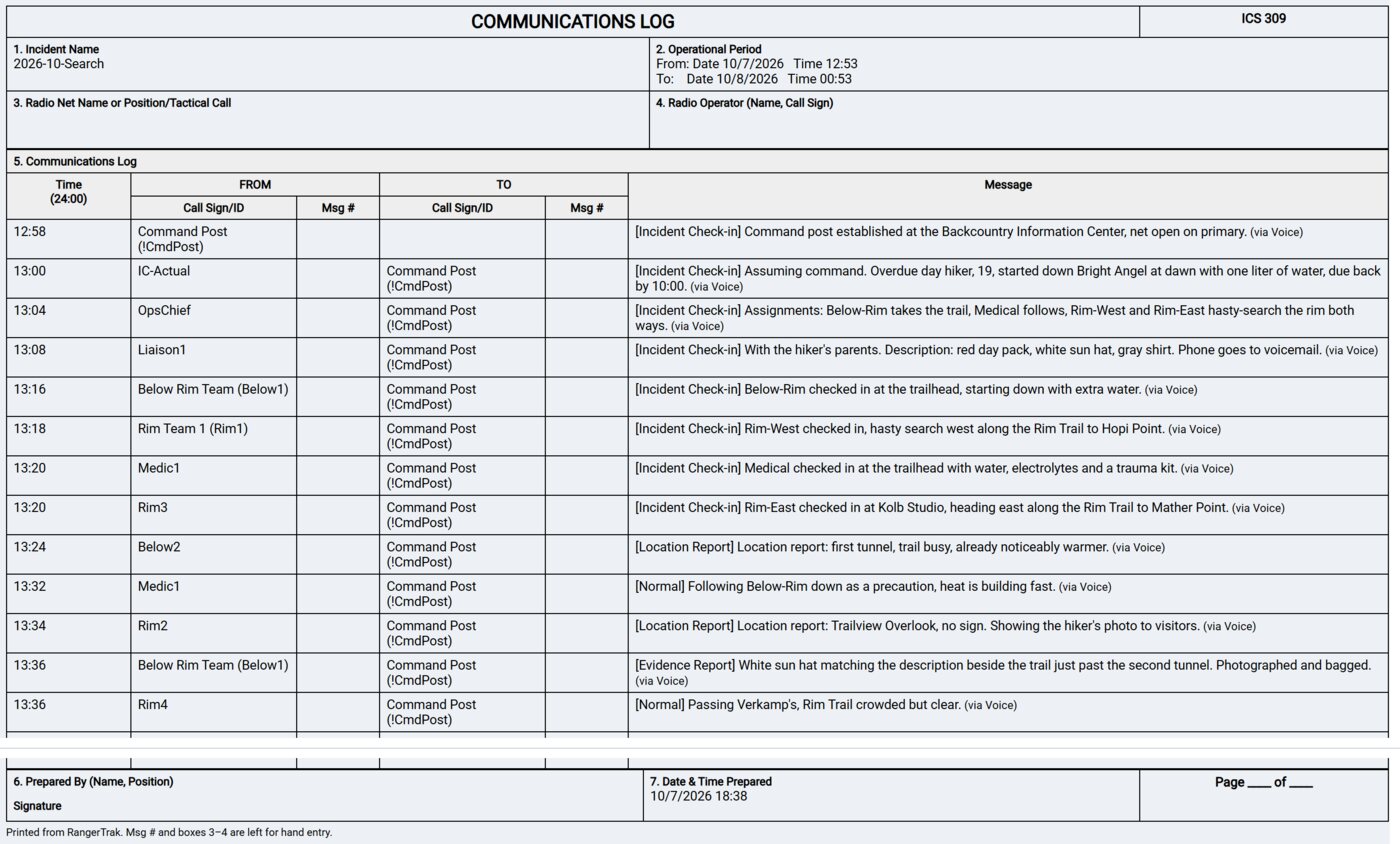 COMMUNICATIONS LOG
ICS 309
1. Incident Name
2026-10-Search
2. Operational Period
From: Date 10/7/2026 Time 12:53
To: Date 10/8/2026 Time 00:53
3. Radio Net Name or Position/Tactical Call
4. Radio Operator (Name, Call Sign)
5. Communications Log
Time
(24:00)
FROM
TO
Message
Call Sign/ID
Msg #
Call Sign/ID
Msg #
12:58
Command Post
(!CmdPost)
[Incident Check-in] Command post established at the Backcountry Information Center, net open on primary. (via Voice)
13:00
IC-Actual
Command Post
(!CmdPost)
[Incident Check-in] Assuming command. Overdue day hiker, 19, started down Bright Angel at dawn with one liter of water, due back
by 10:00. (via Voice)
13:04
OpsChief
Command Post
(!CmdPost)
[Incident Check-in] Assignments: Below-Rim takes the trail, Medical follows, Rim-West and Rim-East hasty-search the rim both
ways. (via Voice)
13:08
Liaison1
Command Post
(!CmdPost)
[Incident Check-in] With the hiker's parents. Description: red day pack, white sun hat, gray shirt. Phone goes to voicemail. (via Voice)
13:16
Below Rim Team (Below1)
Command Post
(!CmdPost)
[Incident Check-in] Below-Rim checked in at the trailhead, starting down with extra water. (via Voice)
13:18
Rim Team 1 (Rim1)
Command Post
(!CmdPost)
[Incident Check-in] Rim-West checked in, hasty search west along the Rim Trail to Hopi Point. (via Voice)
13:20
Medic1
Command Post
(!CmdPost)
[Incident Check-in] Medical checked in at the trailhead with water, electrolytes and a trauma kit. (via Voice)
13:20
Rim3
Command Post
(!CmdPost)
[Incident Check-in] Rim-East checked in at Kolb Studio, heading east along the Rim Trail to Mather Point. (via Voice)
13:24
Below2
Command Post
(!CmdPost)
[Location Report] Location report: first tunnel, trail busy, already noticeably warmer. (via Voice)
13:32
Medic1
Command Post
(!CmdPost)
[Normal] Following Below-Rim down as a precaution, heat is building fast. (via Voice)
13:34
Rim2
Command Post
(!CmdPost)
[Location Report] Location report: Trailview Overlook, no sign. Showing the hiker's photo to visitors. (via Voice)
13:36
Below Rim Team (Below1)
Command Post
(!CmdPost)
[Evidence Report] White sun hat matching the description beside the trail just past the second tunnel. Photographed and bagged.
(via Voice)
13:36
Rim4
Command Post
(!CmdPost)
[Normal] Passing Verkamp's, Rim Trail crowded but clear. (via Voice)
6. Prepared By (Name, Position)
Signature
7. Date & Time Prepared
10/7/2026 18:38
Page ____ of ____
Printed from RangerTrak. Msg # and boxes 3–4 are left for hand entry.